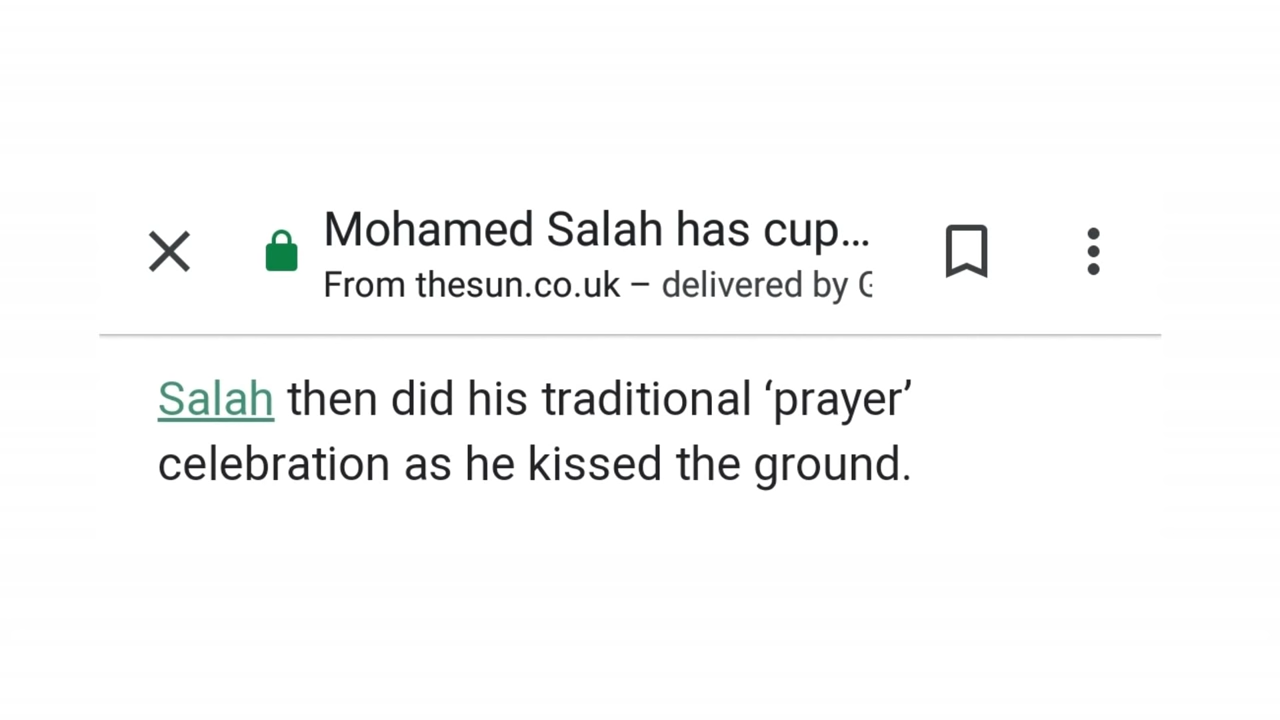 Mohamed Salah has cup...
From thesun.co.uk – delivered by
Salah then did his traditional ‘prayer’
celebration as he kissed the ground.